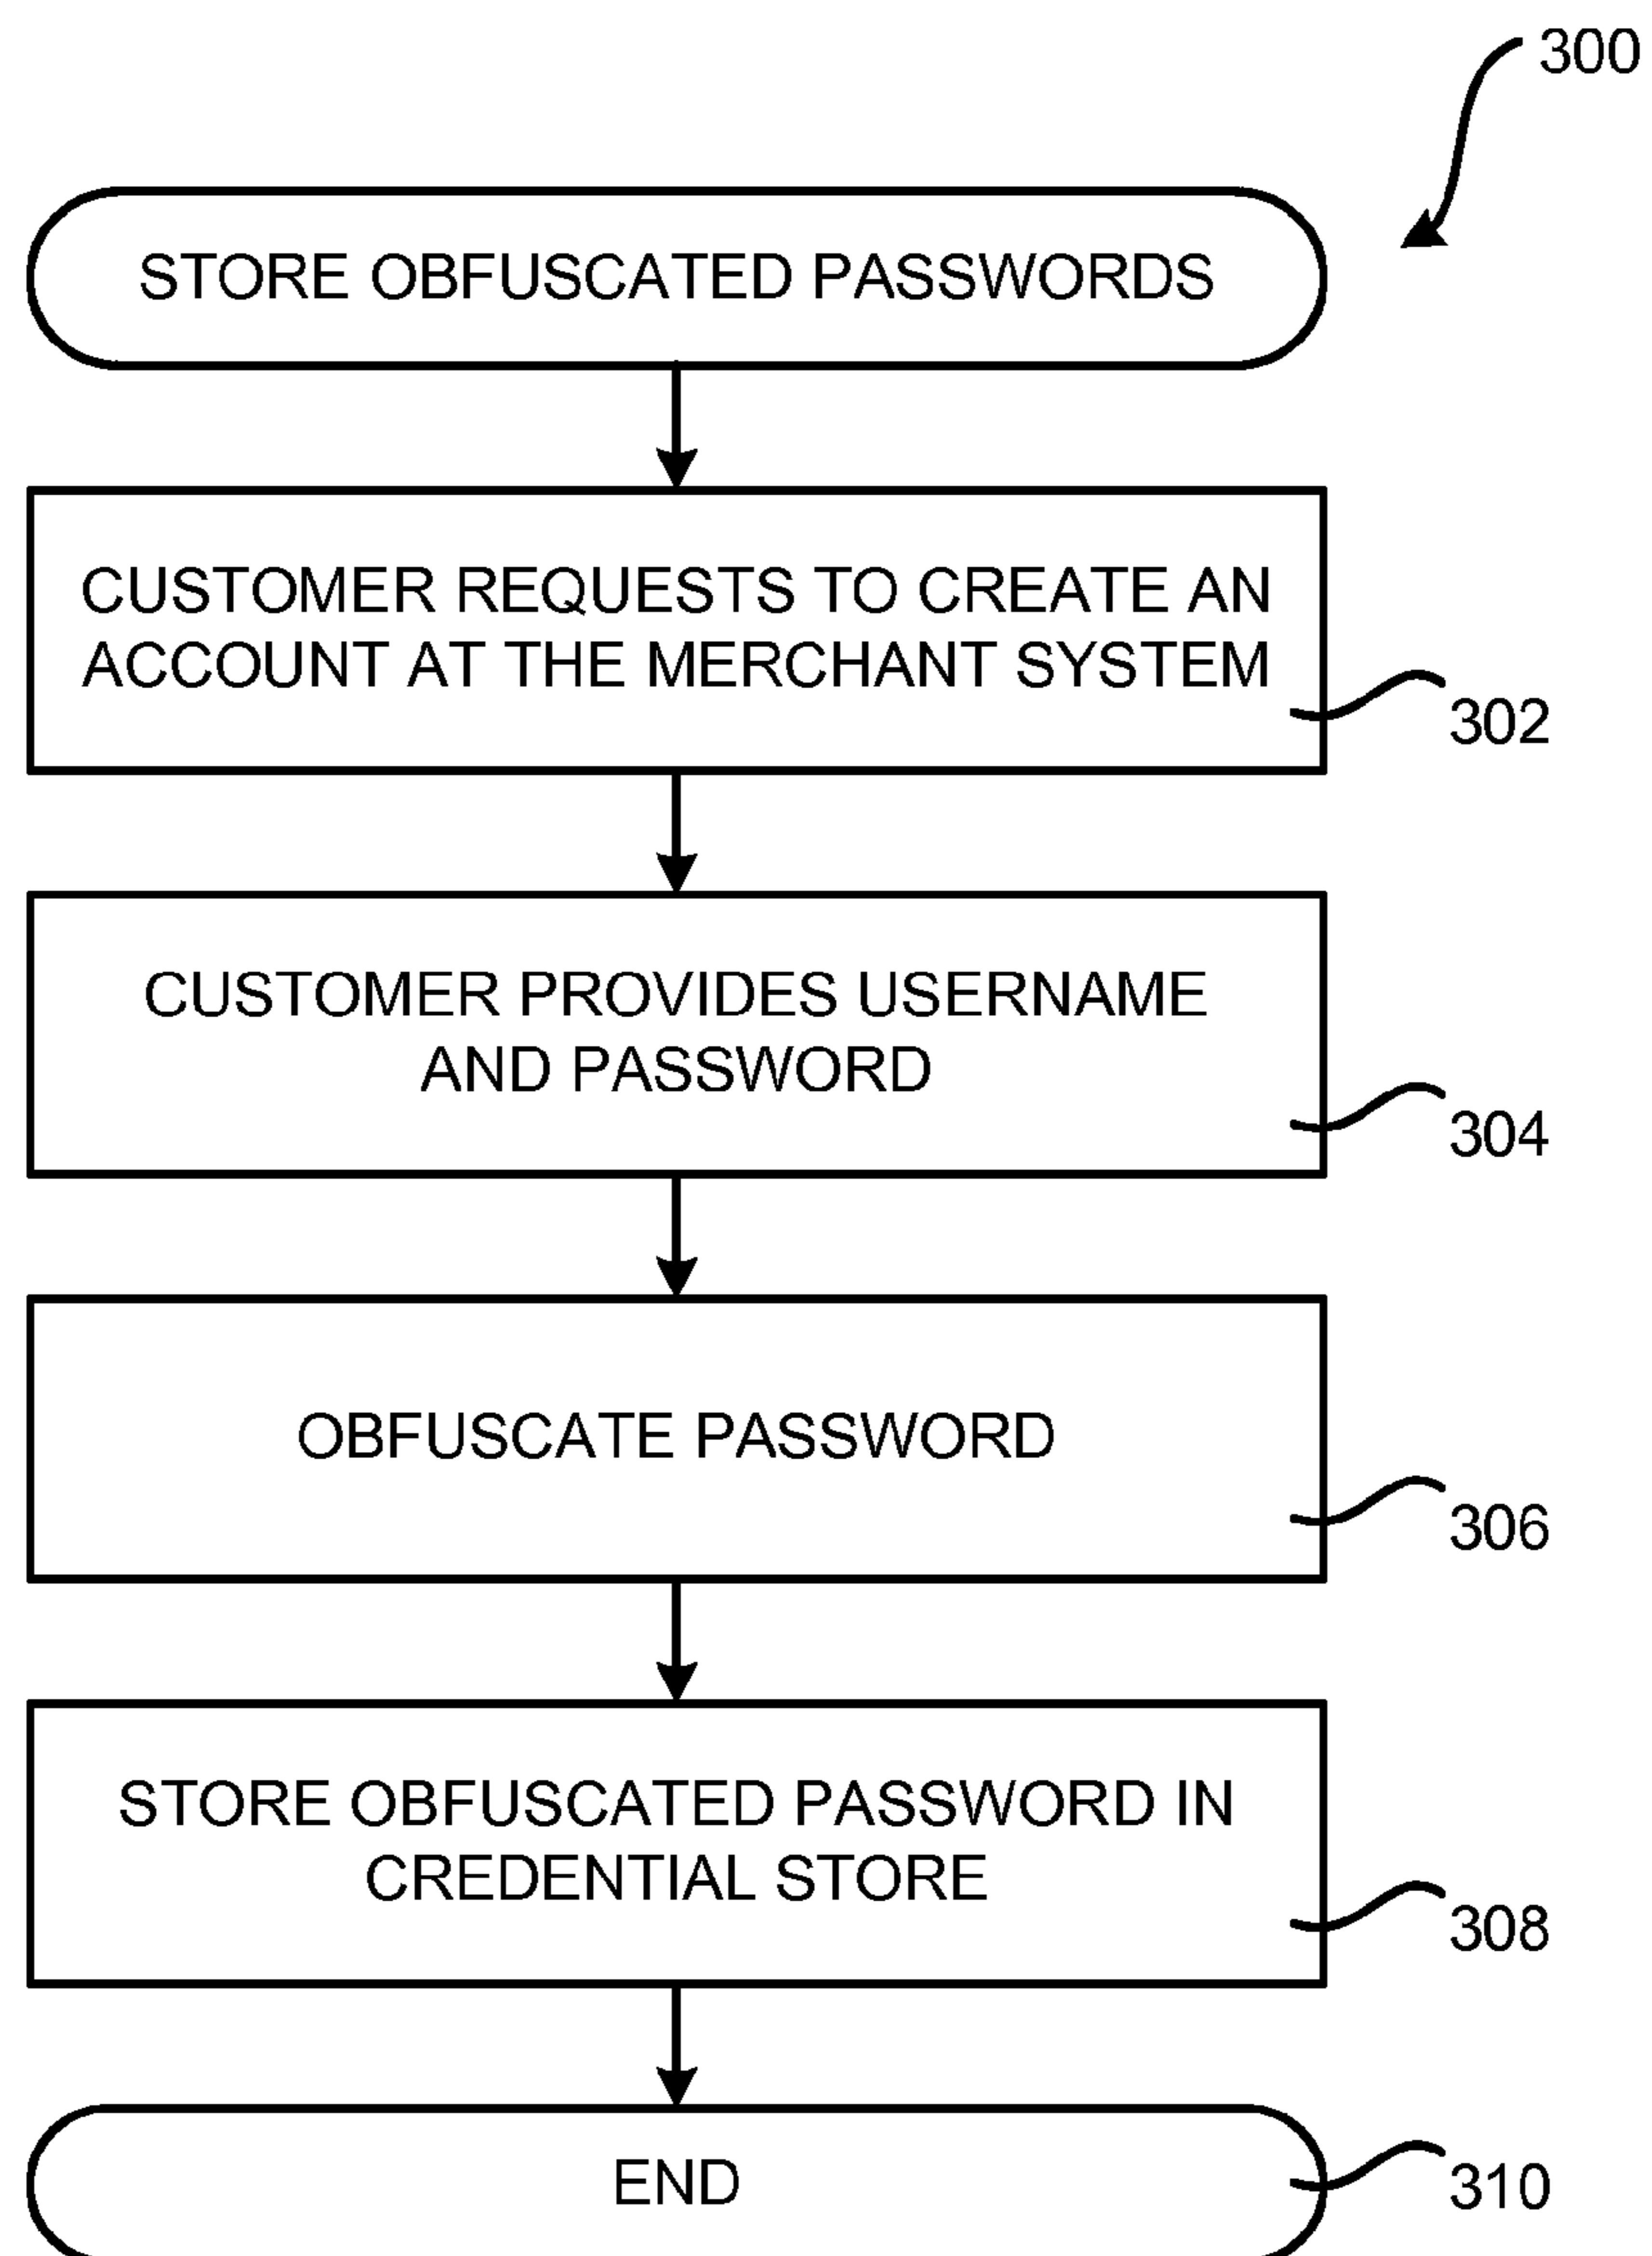 300
STORE OBFUSCATED PASSWORDS
CUSTOMER REQUESTS TO CREATE AN
ACCOUNT AT THE MERCHANT SYSTEM
302
CUSTOMER PROVIDES USERNAME
AND PASSWORD
304
OBFUSCATE PASSWORD
306
STORE OBFUSCATED PASSWORD IN
CREDENTIAL STORE
308
END
310